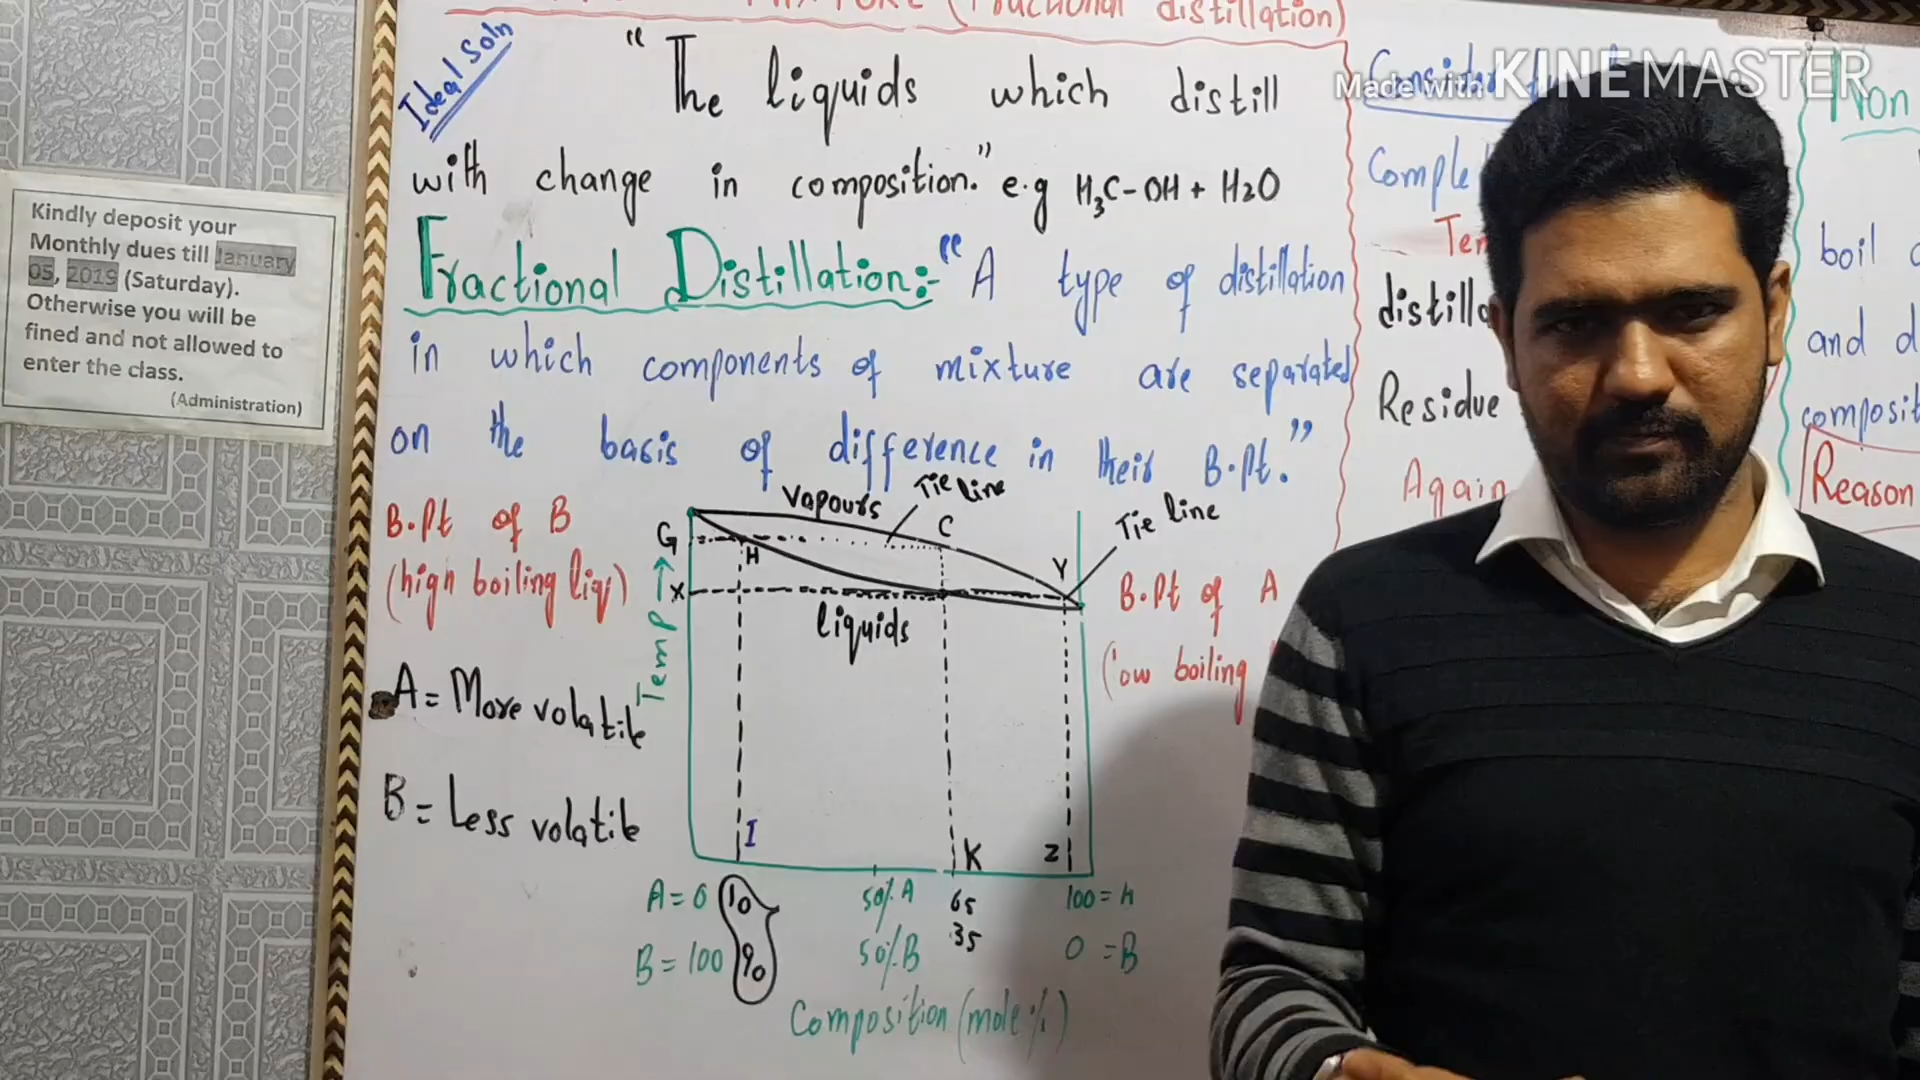 (Fractional distillation)
Ideal Soln
" The liquids which distill
with change in composition." e.g H3C-OH + H2O
Fractional Distillation:- " A type of distillation
in which components of mixture are separated
on the basis of difference in their B.pt."
B.Pt of B
(high boiling liq)
A = More volatile
B = Less volatile
Vapours
Tie line
Tie line
G
H
C
X
Y
liquids
Temp →
I
K
Z
A = 0 10 50% A 65 100 = A
B = 100 90 50% B 35 0 = B
Composition (mole %)
B.Pt of A
boiling
Made with KINEMASTER
Residue
Again
Non
boil
and
Reason
Kindly deposit your
Monthly dues till January
05, 2019 (Saturday).
Otherwise you will be
fined and not allowed to
enter the class.
(Administration)